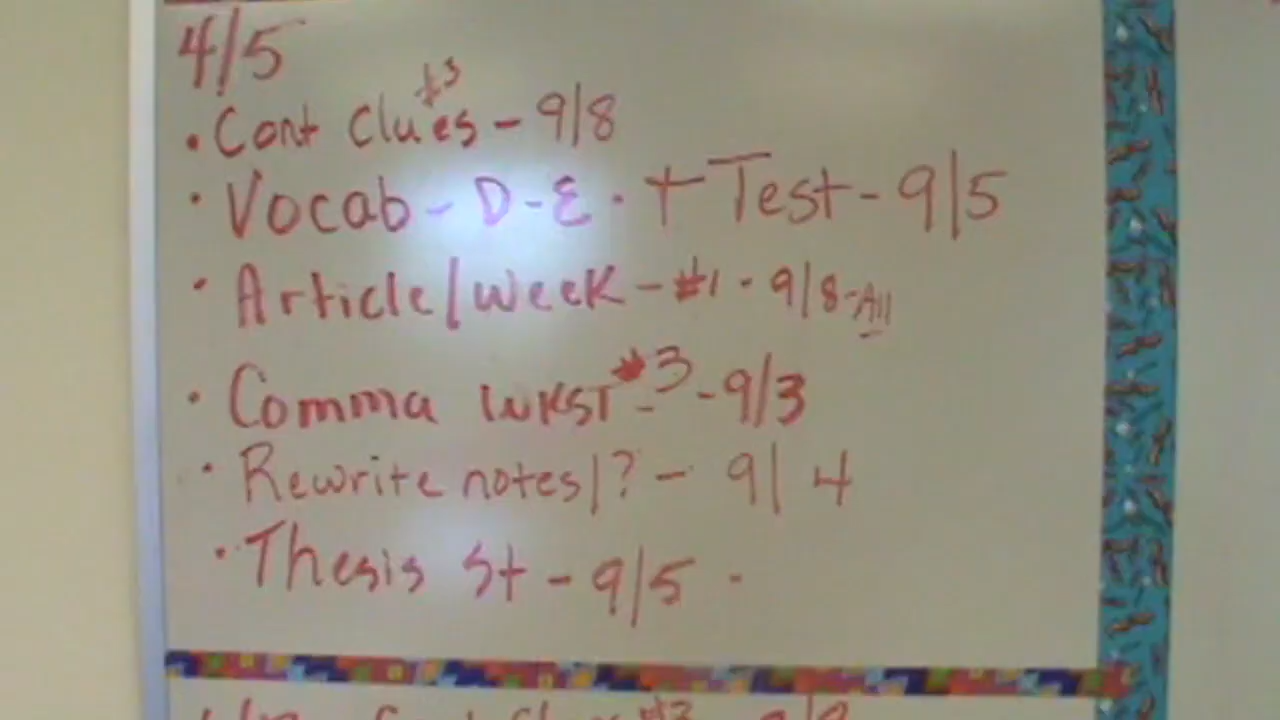 4/5
• Cont Clues #3 - 9/8
• Vocab - D-E • + Test - 9/5
• Article/week - #1 - 9/8 - All
• Comma WKST #3 - 9/3
• Rewrite notes/? - 9/4
• Thesis St - 9/5 -